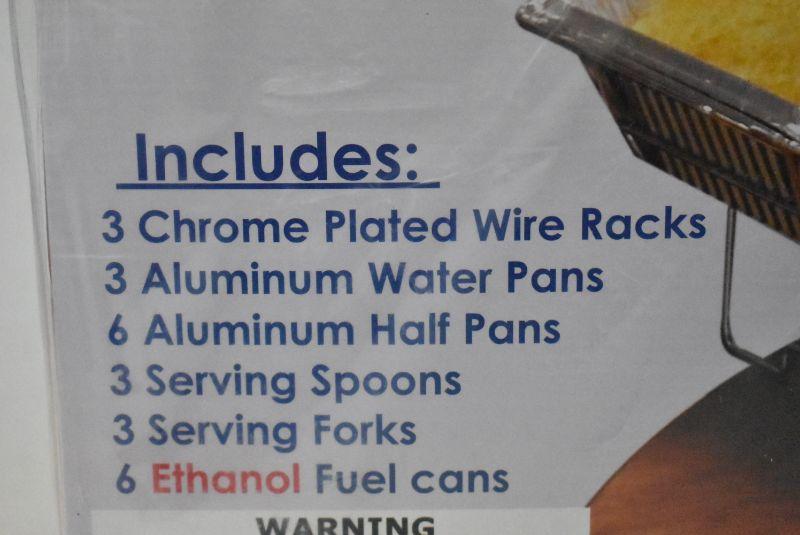 Includes:
3 Chrome Plated Wire Racks
3 Aluminum Water Pans
6 Aluminum Half Pans
3 Serving Spoons
3 Serving Forks
6 Ethanol Fuel cans
WARNING